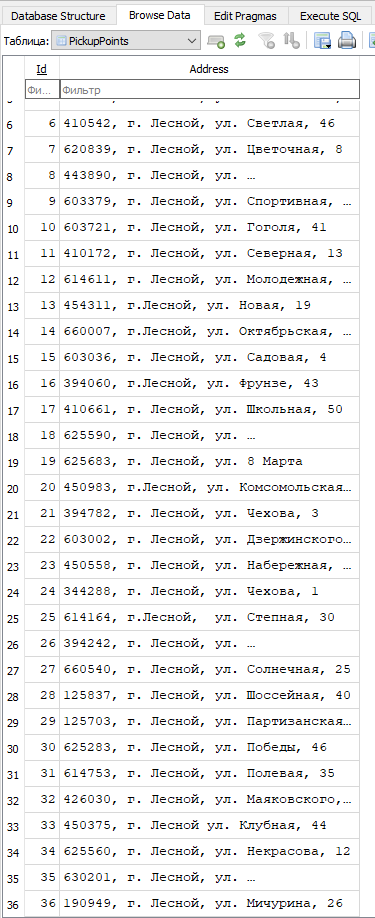 Database Structure Browse Data Edit Pragmas Execute SQL
Таблица: PickupPoints
Id Address
Фи... Фильтр
6 6 410542, г. Лесной, ул. Светлая, 46
7 7 620839, г. Лесной, ул. Цветочная, 8
8 8 443890, г. Лесной, ул. …
9 9 603379, г. Лесной, ул. Спортивная, …
10 10 603721, г. Лесной, ул. Гоголя, 41
11 11 410172, г. Лесной, ул. Северная, 13
12 12 614611, г. Лесной, ул. Молодежная, …
13 13 454311, г.Лесной, ул. Новая, 19
14 14 660007, г.Лесной, ул. Октябрьская, …
15 15 603036, г. Лесной, ул. Садовая, 4
16 16 394060, г.Лесной, ул. Фрунзе, 43
17 17 410661, г. Лесной, ул. Школьная, 50
18 18 625590, г. Лесной, ул. …
19 19 625683, г. Лесной, ул. 8 Марта
20 20 450983, г.Лесной, ул. Комсомольская…
21 21 394782, г. Лесной, ул. Чехова, 3
22 22 603002, г. Лесной, ул. Дзержинского…
23 23 450558, г. Лесной, ул. Набережная, …
24 24 344288, г. Лесной, ул. Чехова, 1
25 25 614164, г.Лесной,  ул. Степная, 30
26 26 394242, г. Лесной, ул. …
27 27 660540, г. Лесной, ул. Солнечная, 25
28 28 125837, г. Лесной, ул. Шоссейная, 40
29 29 125703, г. Лесной, ул. Партизанская…
30 30 625283, г. Лесной, ул. Победы, 46
31 31 614753, г. Лесной, ул. Полевая, 35
32 32 426030, г. Лесной, ул. Маяковского,…
33 33 450375, г. Лесной ул. Клубная, 44
34 34 625560, г. Лесной, ул. Некрасова, 12
35 35 630201, г. Лесной, ул. …
36 36 190949, г. Лесной, ул. Мичурина, 26